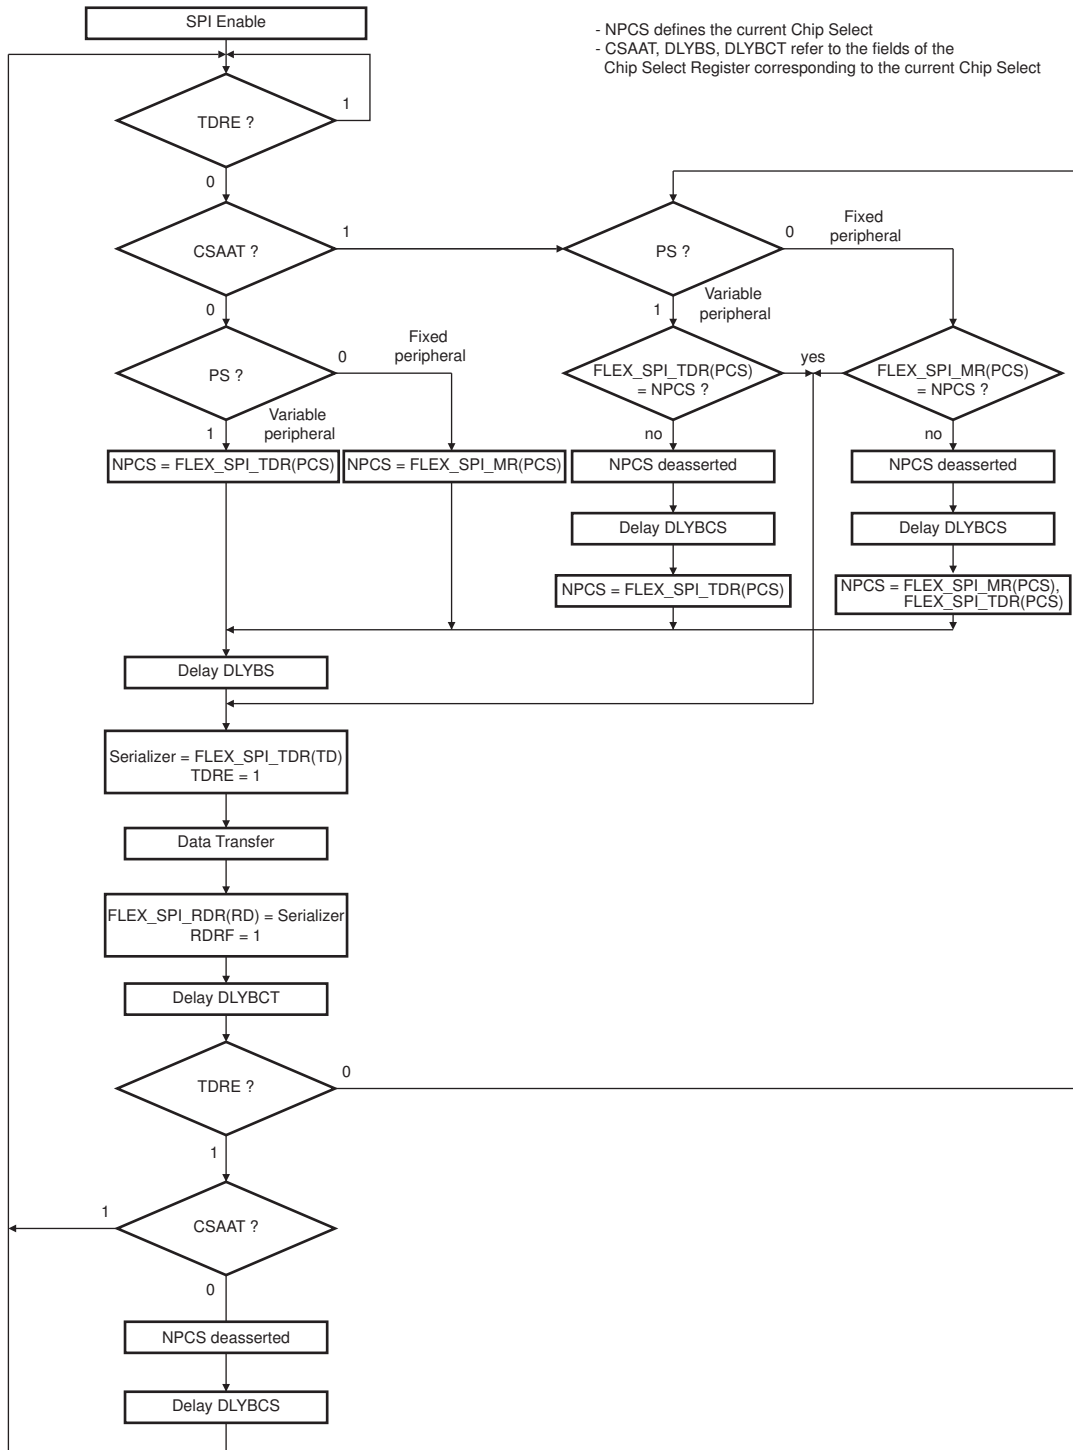 SPI Enable
- NPCS defines the current Chip Select
- CSAAT, DLYBS, DLYBCT refer to the fields of the
Chip Select Register corresponding to the current Chip Select
TDRE ?
1
0
CSAAT ?
1
PS ?
0
Fixed
peripheral
0
1
Variable
peripheral
PS ?
0
Fixed
peripheral
FLEX_SPI_TDR(PCS)
= NPCS ?
yes
FLEX_SPI_MR(PCS)
= NPCS ?
1
Variable
peripheral
no
no
NPCS = FLEX_SPI_TDR(PCS)
NPCS = FLEX_SPI_MR(PCS)
NPCS deasserted
NPCS deasserted
Delay DLYBCS
Delay DLYBCS
NPCS = FLEX_SPI_TDR(PCS)
NPCS = FLEX_SPI_MR(PCS),
FLEX_SPI_TDR(PCS)
Delay DLYBS
Serializer = FLEX_SPI_TDR(TD)
TDRE = 1
Data Transfer
FLEX_SPI_RDR(RD) = Serializer
RDRF = 1
Delay DLYBCT
TDRE ?
0
1
CSAAT ?
1
0
NPCS deasserted
Delay DLYBCS